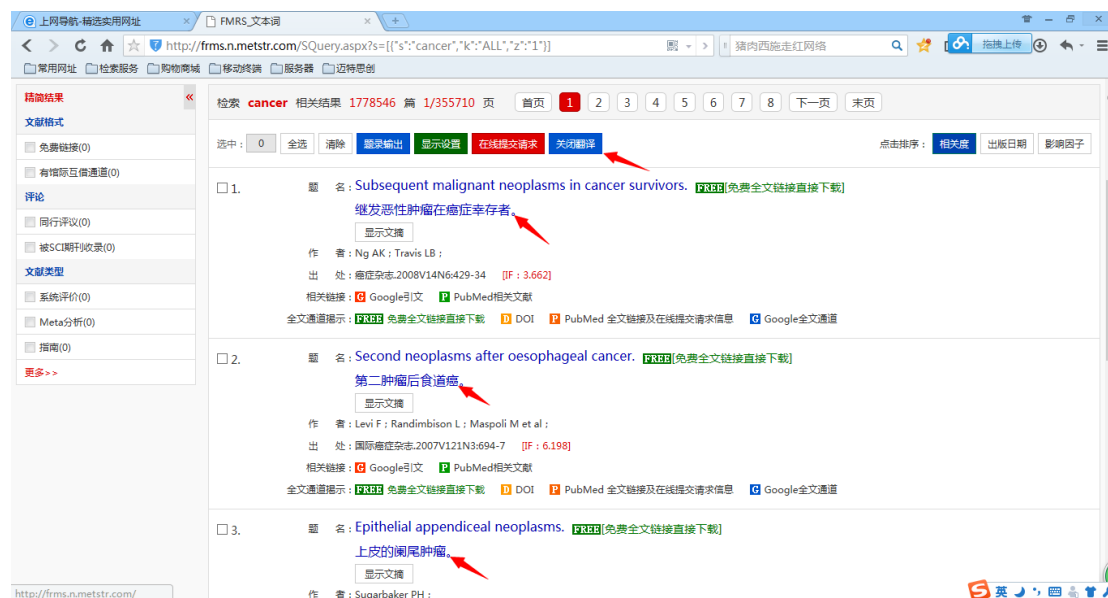 上网导航-精选实用网址 × FMRS_文本词 × +
http://frms.n.metstr.com/SQuery.aspx?s=[{"s":"cancer","k":"ALL","z":"1"}] 猪肉西施走红网络 拖拽上传
常用网址 检索服务 购物商城 移动终端 服务器 迈特思创
精简结果 «
文献格式
免费链接(0)
有馆际互借通道(0)
评论
同行评议(0)
被SCI期刊收录(0)
文献类型
系统评价(0)
Meta分析(0)
指南(0)
更多>>
检索 cancer 相关结果 1778546 篇 1/355710 页 首页 1 2 3 4 5 6 7 8 下一页 末页
选中: 0 全选 清除 题录输出 显示设置 在线提交请求 关闭翻译 点击排序: 相关度 出版日期 影响因子
1. 题 名: Subsequent malignant neoplasms in cancer survivors. FREE[免费全文链接直接下载]
继发恶性肿瘤在癌症幸存者。
显示文摘
作 者: Ng AK ; Travis LB ;
出 处: 癌症杂志.2008V14N6:429-34 [IF : 3.662]
相关链接: G Google引文 P PubMed相关文献
全文通道揭示: FREE 免费全文链接直接下载 D DOI P PubMed 全文链接及在线提交请求信息 G Google全文通道
2. 题 名: Second neoplasms after oesophageal cancer. FREE[免费全文链接直接下载]
第二肿瘤后食道癌。
显示文摘
作 者: Levi F ; Randimbison L ; Maspoli M et al ;
出 处: 国际癌症杂志.2007V121N3:694-7 [IF : 6.198]
相关链接: G Google引文 P PubMed相关文献
全文通道揭示: FREE 免费全文链接直接下载 D DOI P PubMed 全文链接及在线提交请求信息 G Google全文通道
3. 题 名: Epithelial appendiceal neoplasms. FREE[免费全文链接直接下载]
上皮的阑尾肿瘤。
显示文摘
作 者: Sugarbaker PH ;
http://frms.n.metstr.com/ 英